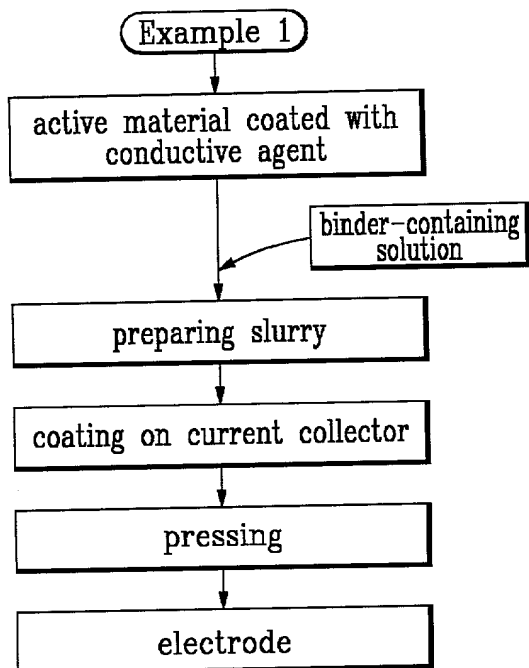 Example 1
active material coated with
conductive agent
binder-containing
solution
preparing slurry
coating on current collector
pressing
electrode